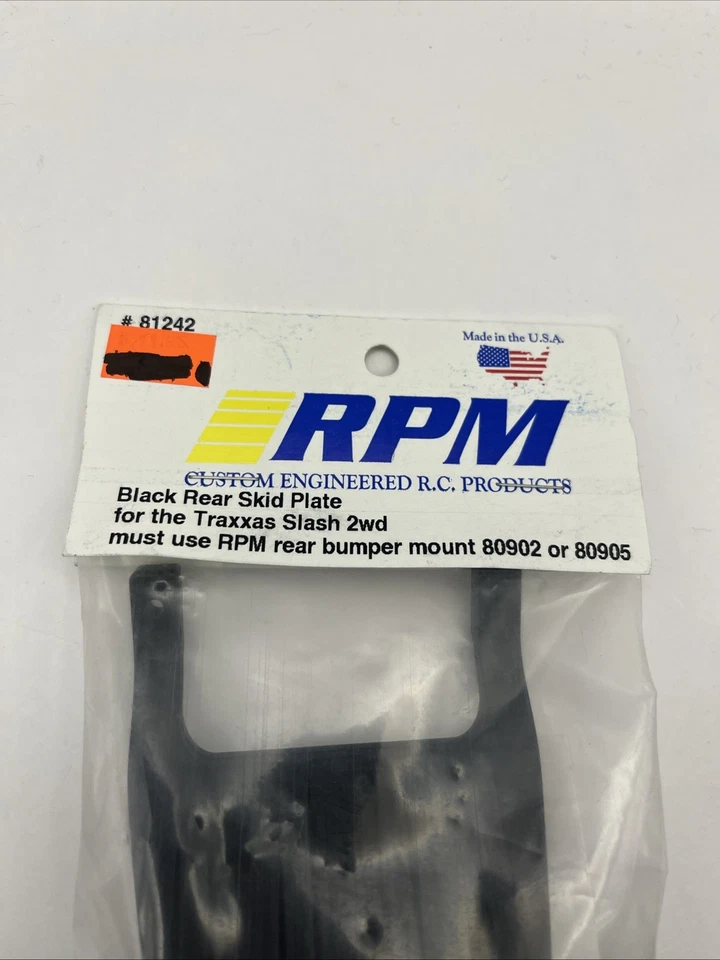 # 81242
Made in the U.S.A.
RPM
CUSTOM ENGINEERED R.C. PRODUCTS
Black Rear Skid Plate
for the Traxxas Slash 2wd
must use RPM rear bumper mount 80902 or 80905